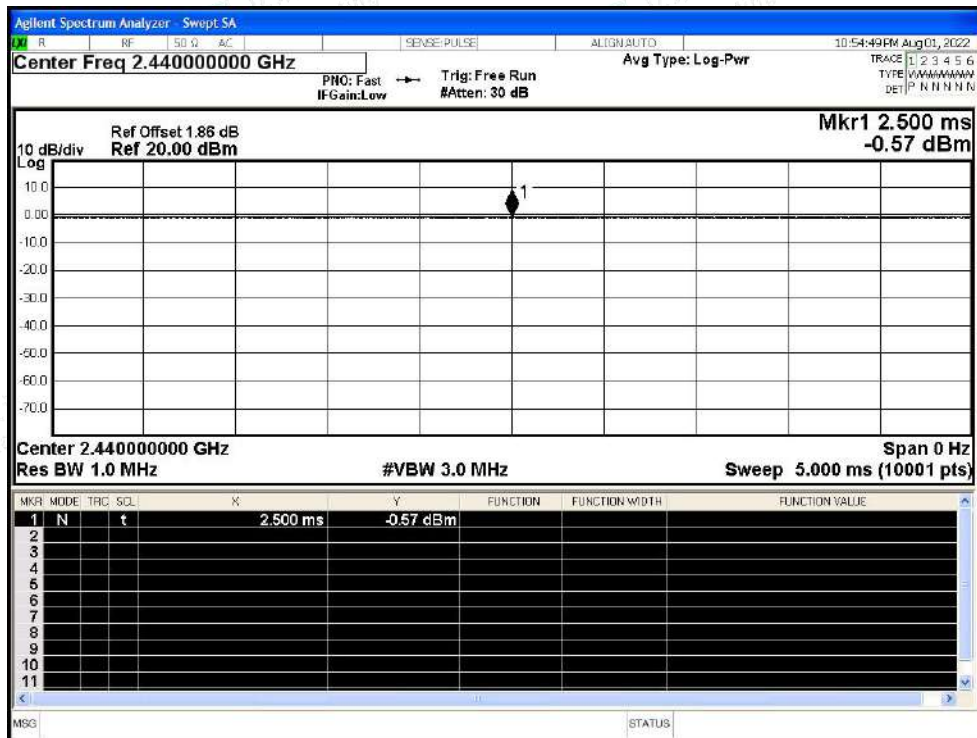 Agilent Spectrum Analyzer - Swept SA
LXI R RF 50 Ω AC SENSE:PULSE ALIGNAUTO 10:54:49 PM Aug 01, 2022
Center Freq 2.440000000 GHz
PNO: Fast
IFGain:Low
Trig: Free Run
#Atten: 30 dB
Avg Type: Log-Pwr
TRACE 1 2 3 4 5 6
TYPE WWWWWW
DET P N N N N N
Ref Offset 1.86 dB
10 dB/div Ref 20.00 dBm
Log
Mkr1 2.500 ms
-0.57 dBm
1
10.0
0.00
-10.0
-20.0
-30.0
-40.0
-50.0
-60.0
-70.0
Center 2.440000000 GHz Span 0 Hz
Res BW 1.0 MHz #VBW 3.0 MHz Sweep 5.000 ms (10001 pts)
MKR MODE TRC SCL X Y FUNCTION FUNCTION WIDTH FUNCTION VALUE
1 N t 2.500 ms -0.57 dBm
2
3
4
5
6
7
8
9
10
11
MSG STATUS